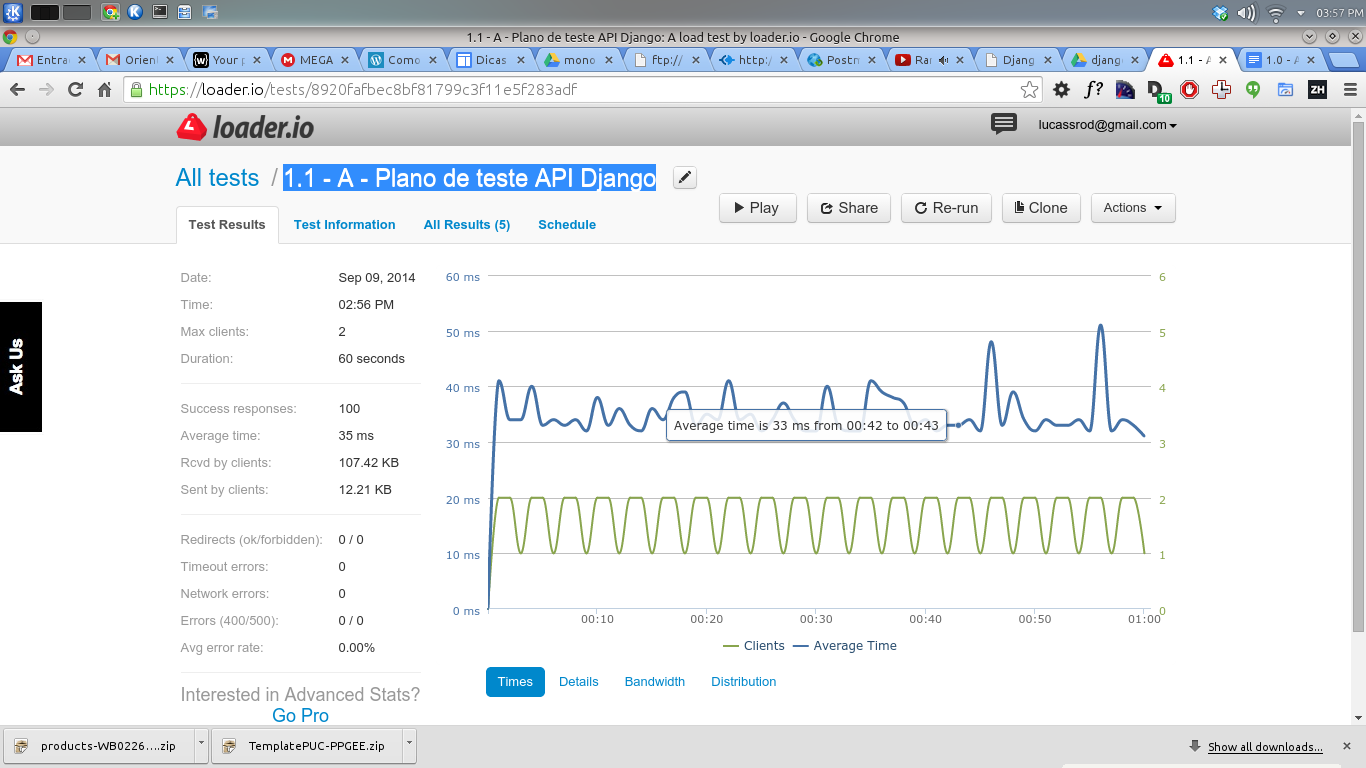 03:57 PM
1.1 - A - Plano de teste API Django: A load test by loader.io - Google Chrome
Entra Orien Your p MEGA Como Dicas mono ftp:// http:/ Postm Ra Djang djang 1.1 - A 1.0 - A
https://loader.io/tests/8920fafbec8bf81799c3f11e5f283adf
f? D 10 ZH
loader.io
lucassrod@gmail.com
All tests / 1.1 - A - Plano de teste API Django
Play Share Re-run Clone Actions
Test Results Test Information All Results (5) Schedule
Ask Us
Date: Sep 09, 2014
Time: 02:56 PM
Max clients: 2
Duration: 60 seconds
Success responses: 100
Average time: 35 ms
Rcvd by clients: 107.42 KB
Sent by clients: 12.21 KB
Redirects (ok/forbidden): 0 / 0
Timeout errors: 0
Network errors: 0
Errors (400/500): 0 / 0
Avg error rate: 0.00%
Interested in Advanced Stats?
Go Pro
60 ms 6
50 ms 5
40 ms 4
Average time is 33 ms from 00:42 to 00:43
30 ms 3
20 ms 2
10 ms 1
0 ms 0
00:10 00:20 00:30 00:40 00:50 01:00
Clients Average Time
Times Details Bandwidth Distribution
products-WB0226....zip TemplatePUC-PPGEE.zip Show all downloads...